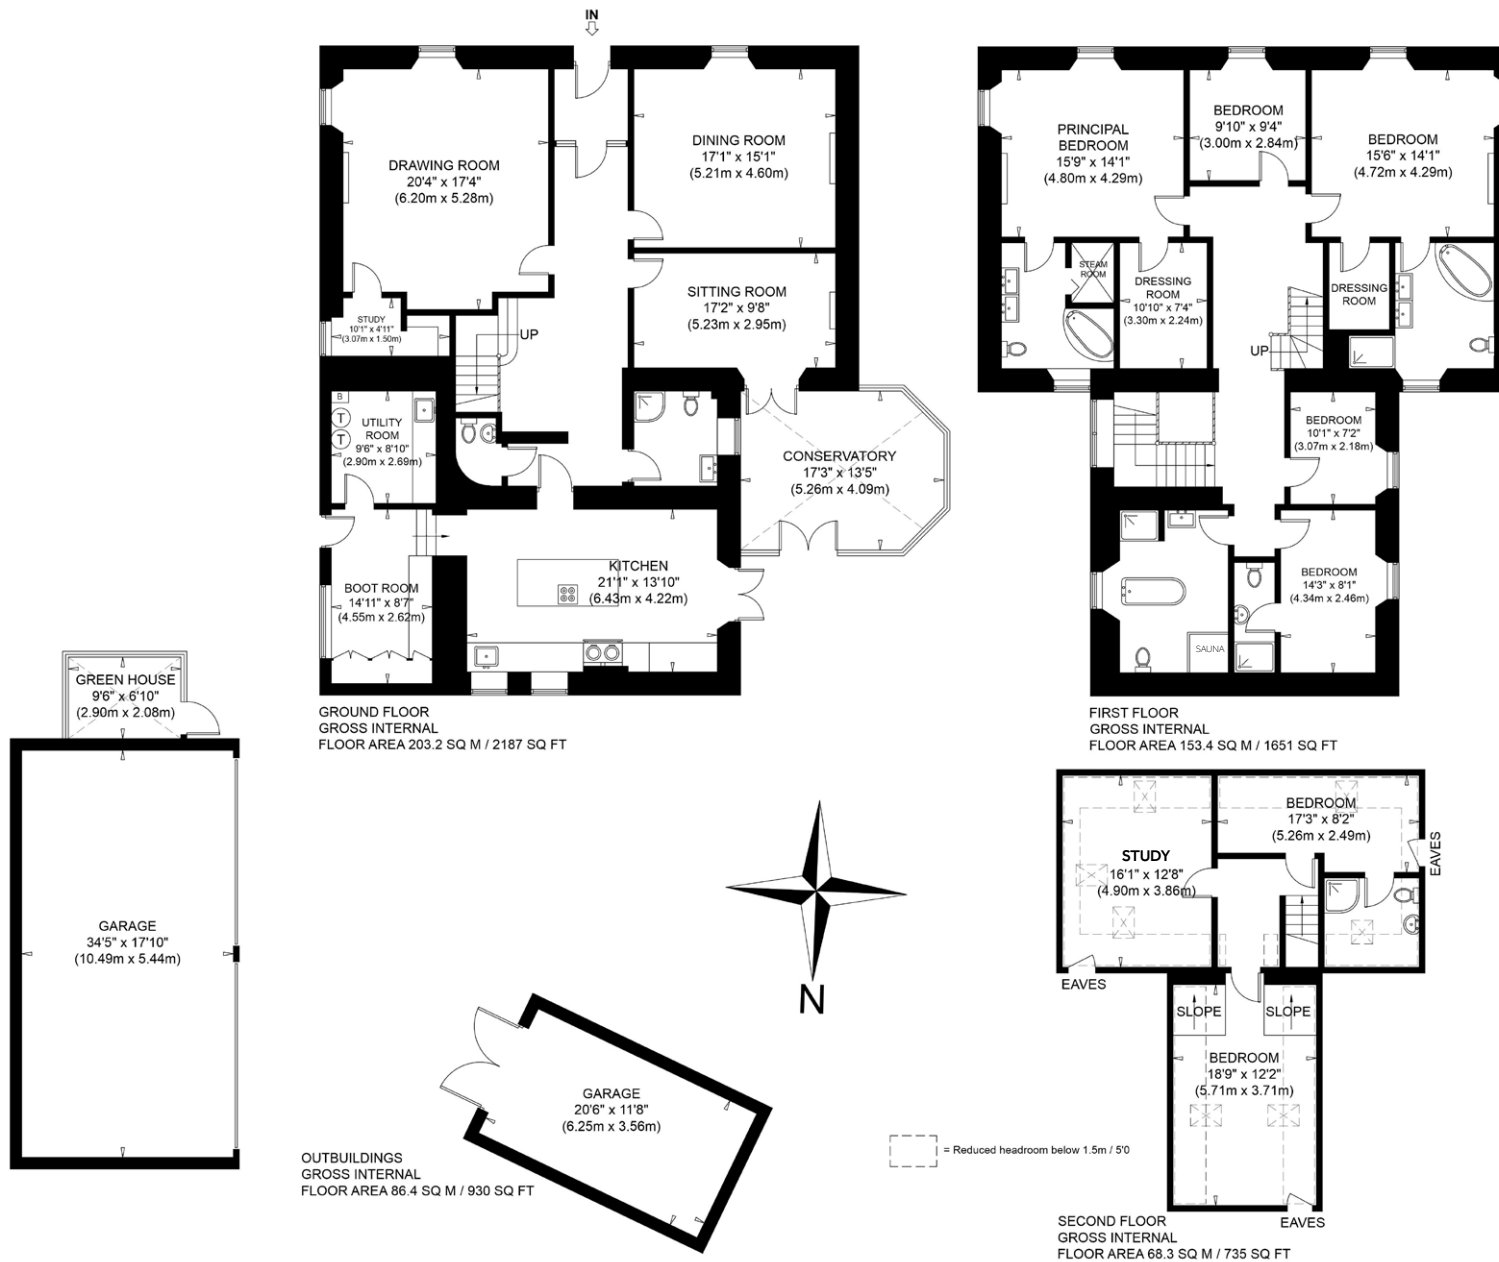 IN
DRAWING ROOM
20'4" x 17'4"
(6.20m x 5.28m)
DINING ROOM
17'1" x 15'1"
(5.21m x 4.60m)
SITTING ROOM
17'2" x 9'8"
(5.23m x 2.95m)
STUDY
10'1" x 4'11"
(3.07m x 1.50m)
UP
B
T
T
UTILITY
ROOM
9'6" x 8'10"
(2.90m x 2.69m)
CONSERVATORY
17'3" x 13'5"
(5.26m x 4.09m)
BOOT ROOM
14'11" x 8'7"
(4.55m x 2.62m)
KITCHEN
21'1" x 13'10"
(6.43m x 4.22m)
GROUND FLOOR
GROSS INTERNAL
FLOOR AREA 203.2 SQ M / 2187 SQ FT
PRINCIPAL
BEDROOM
15'9" x 14'1"
(4.80m x 4.29m)
BEDROOM
9'10" x 9'4"
(3.00m x 2.84m)
BEDROOM
15'6" x 14'1"
(4.72m x 4.29m)
STEAM
ROOM
DRESSING
ROOM
10'10" x 7'4"
(3.30m x 2.24m)
DRESSING
ROOM
UP
BEDROOM
10'1" x 7'2"
(3.07m x 2.18m)
BEDROOM
14'3" x 8'1"
(4.34m x 2.46m)
SAUNA
FIRST FLOOR
GROSS INTERNAL
FLOOR AREA 153.4 SQ M / 1651 SQ FT
GREEN HOUSE
9'6" x 6'10"
(2.90m x 2.08m)
GARAGE
34'5" x 17'10"
(10.49m x 5.44m)
N
GARAGE
20'6" x 11'8"
(6.25m x 3.56m)
OUTBUILDINGS
GROSS INTERNAL
FLOOR AREA 86.4 SQ M / 930 SQ FT
BEDROOM
17'3" x 8'2"
(5.26m x 2.49m)
EAVES
STUDY
16'1" x 12'8"
(4.90m x 3.86m)
EAVES
SLOPE
SLOPE
BEDROOM
18'9" x 12'2"
(5.71m x 3.71m)
EAVES
= Reduced headroom below 1.5m / 5'0
SECOND FLOOR
GROSS INTERNAL
FLOOR AREA 68.3 SQ M / 735 SQ FT